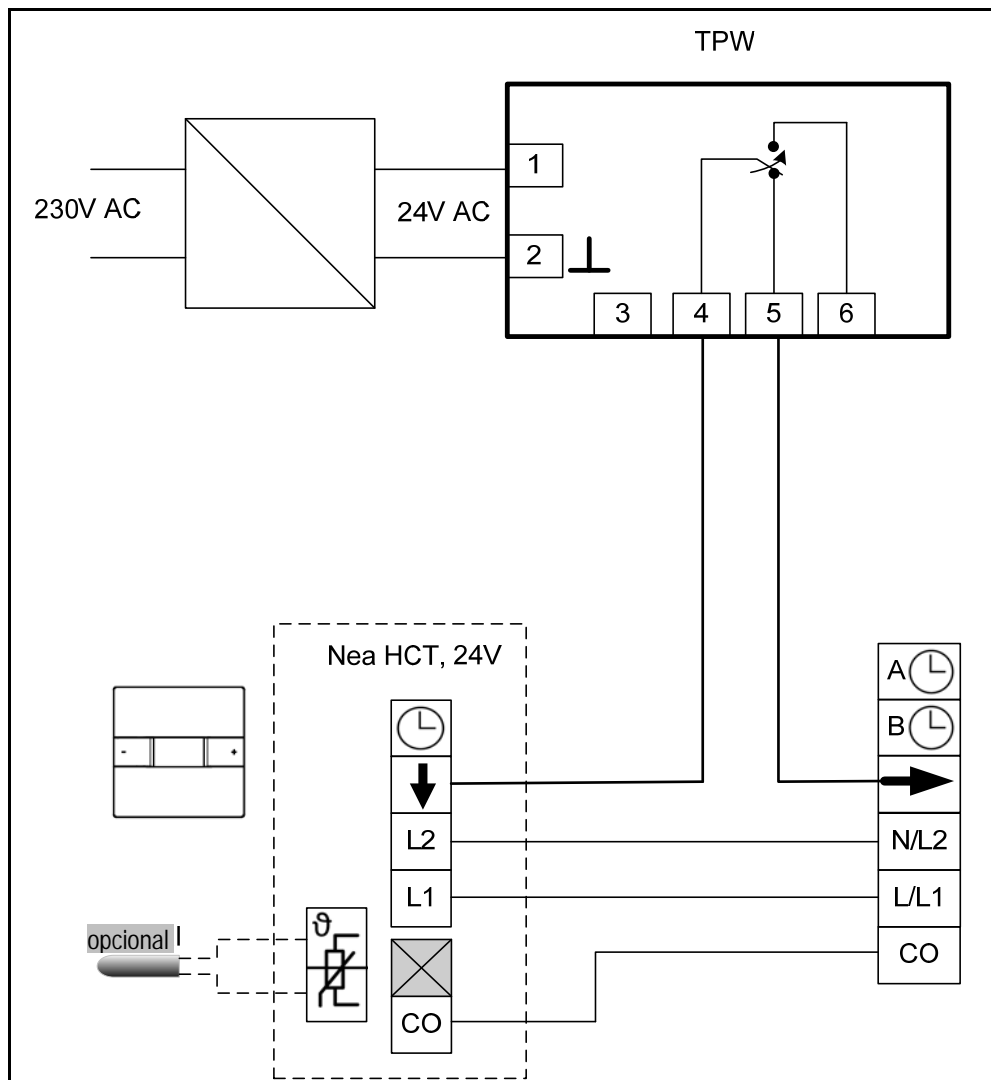 TPW
230V AC
24V AC
1
2
3
4
5
6
Nea HCT, 24V
A
B
- +
L2
N/L2
L1
L/L1
opcional
ϑ
CO
CO